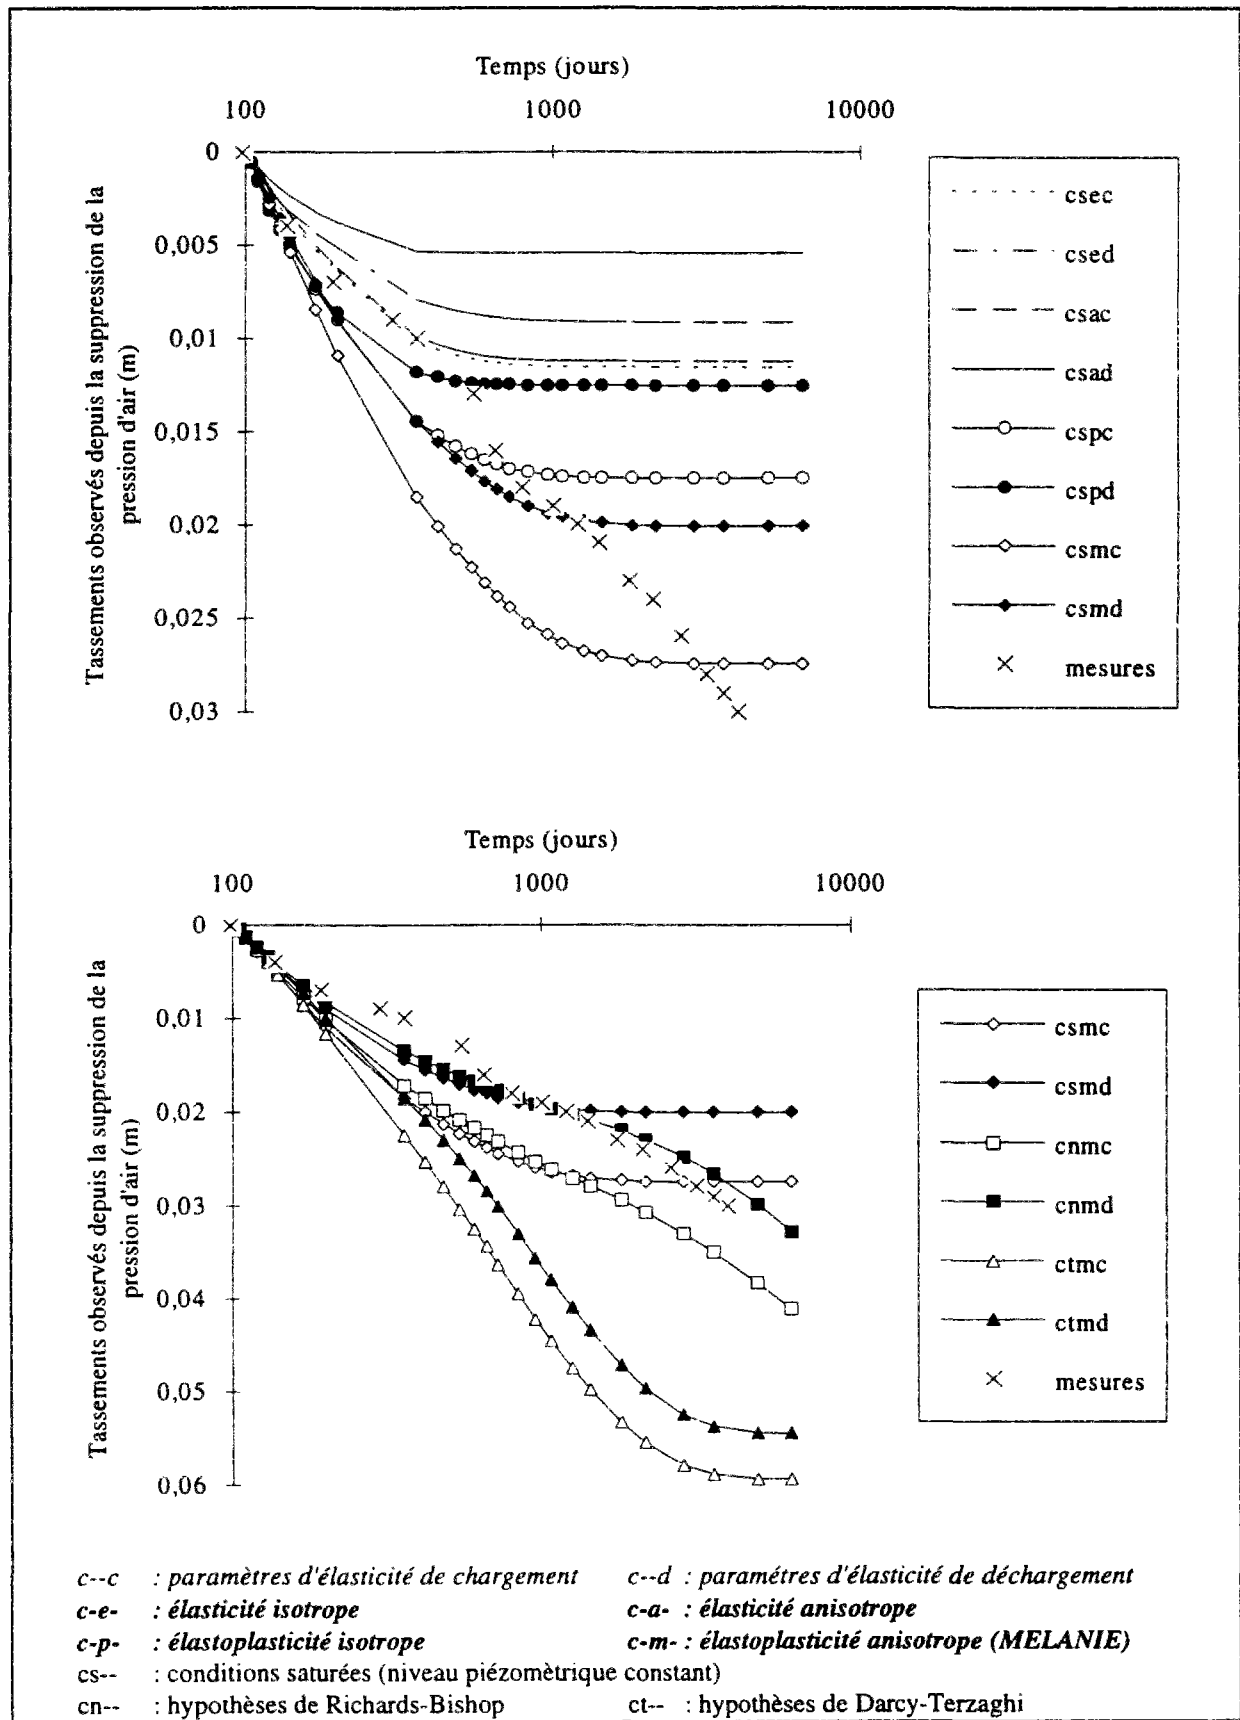 Temps (jours)
100 1000 10000
0
0,005
0,01
0,015
0,02
0,025
0,03
Tassements observés depuis la suppression de la
pression d'air (m)
csec
csed
csac
csad
cspc
cspd
csmc
csmd
mesures
Temps (jours)
100 1000 10000
0
0,01
0,02
0,03
0,04
0,05
0,06
Tassements observés depuis la suppression de la
pression d'air (m)
csmc
csmd
cnmc
cnmd
ctmc
ctmd
mesures
c--c : paramètres d'élasticité de chargement c--d : paramétres d'élasticité de déchargement
c-e- : élasticité isotrope c-a- : élasticité anisotrope
c-p- : élastoplasticité isotrope c-m- : élastoplasticité anisotrope (MELANIE)
cs-- : conditions saturées (niveau piézomètrique constant)
cn-- : hypothèses de Richards-Bishop ct-- : hypothèses de Darcy-Terzaghi